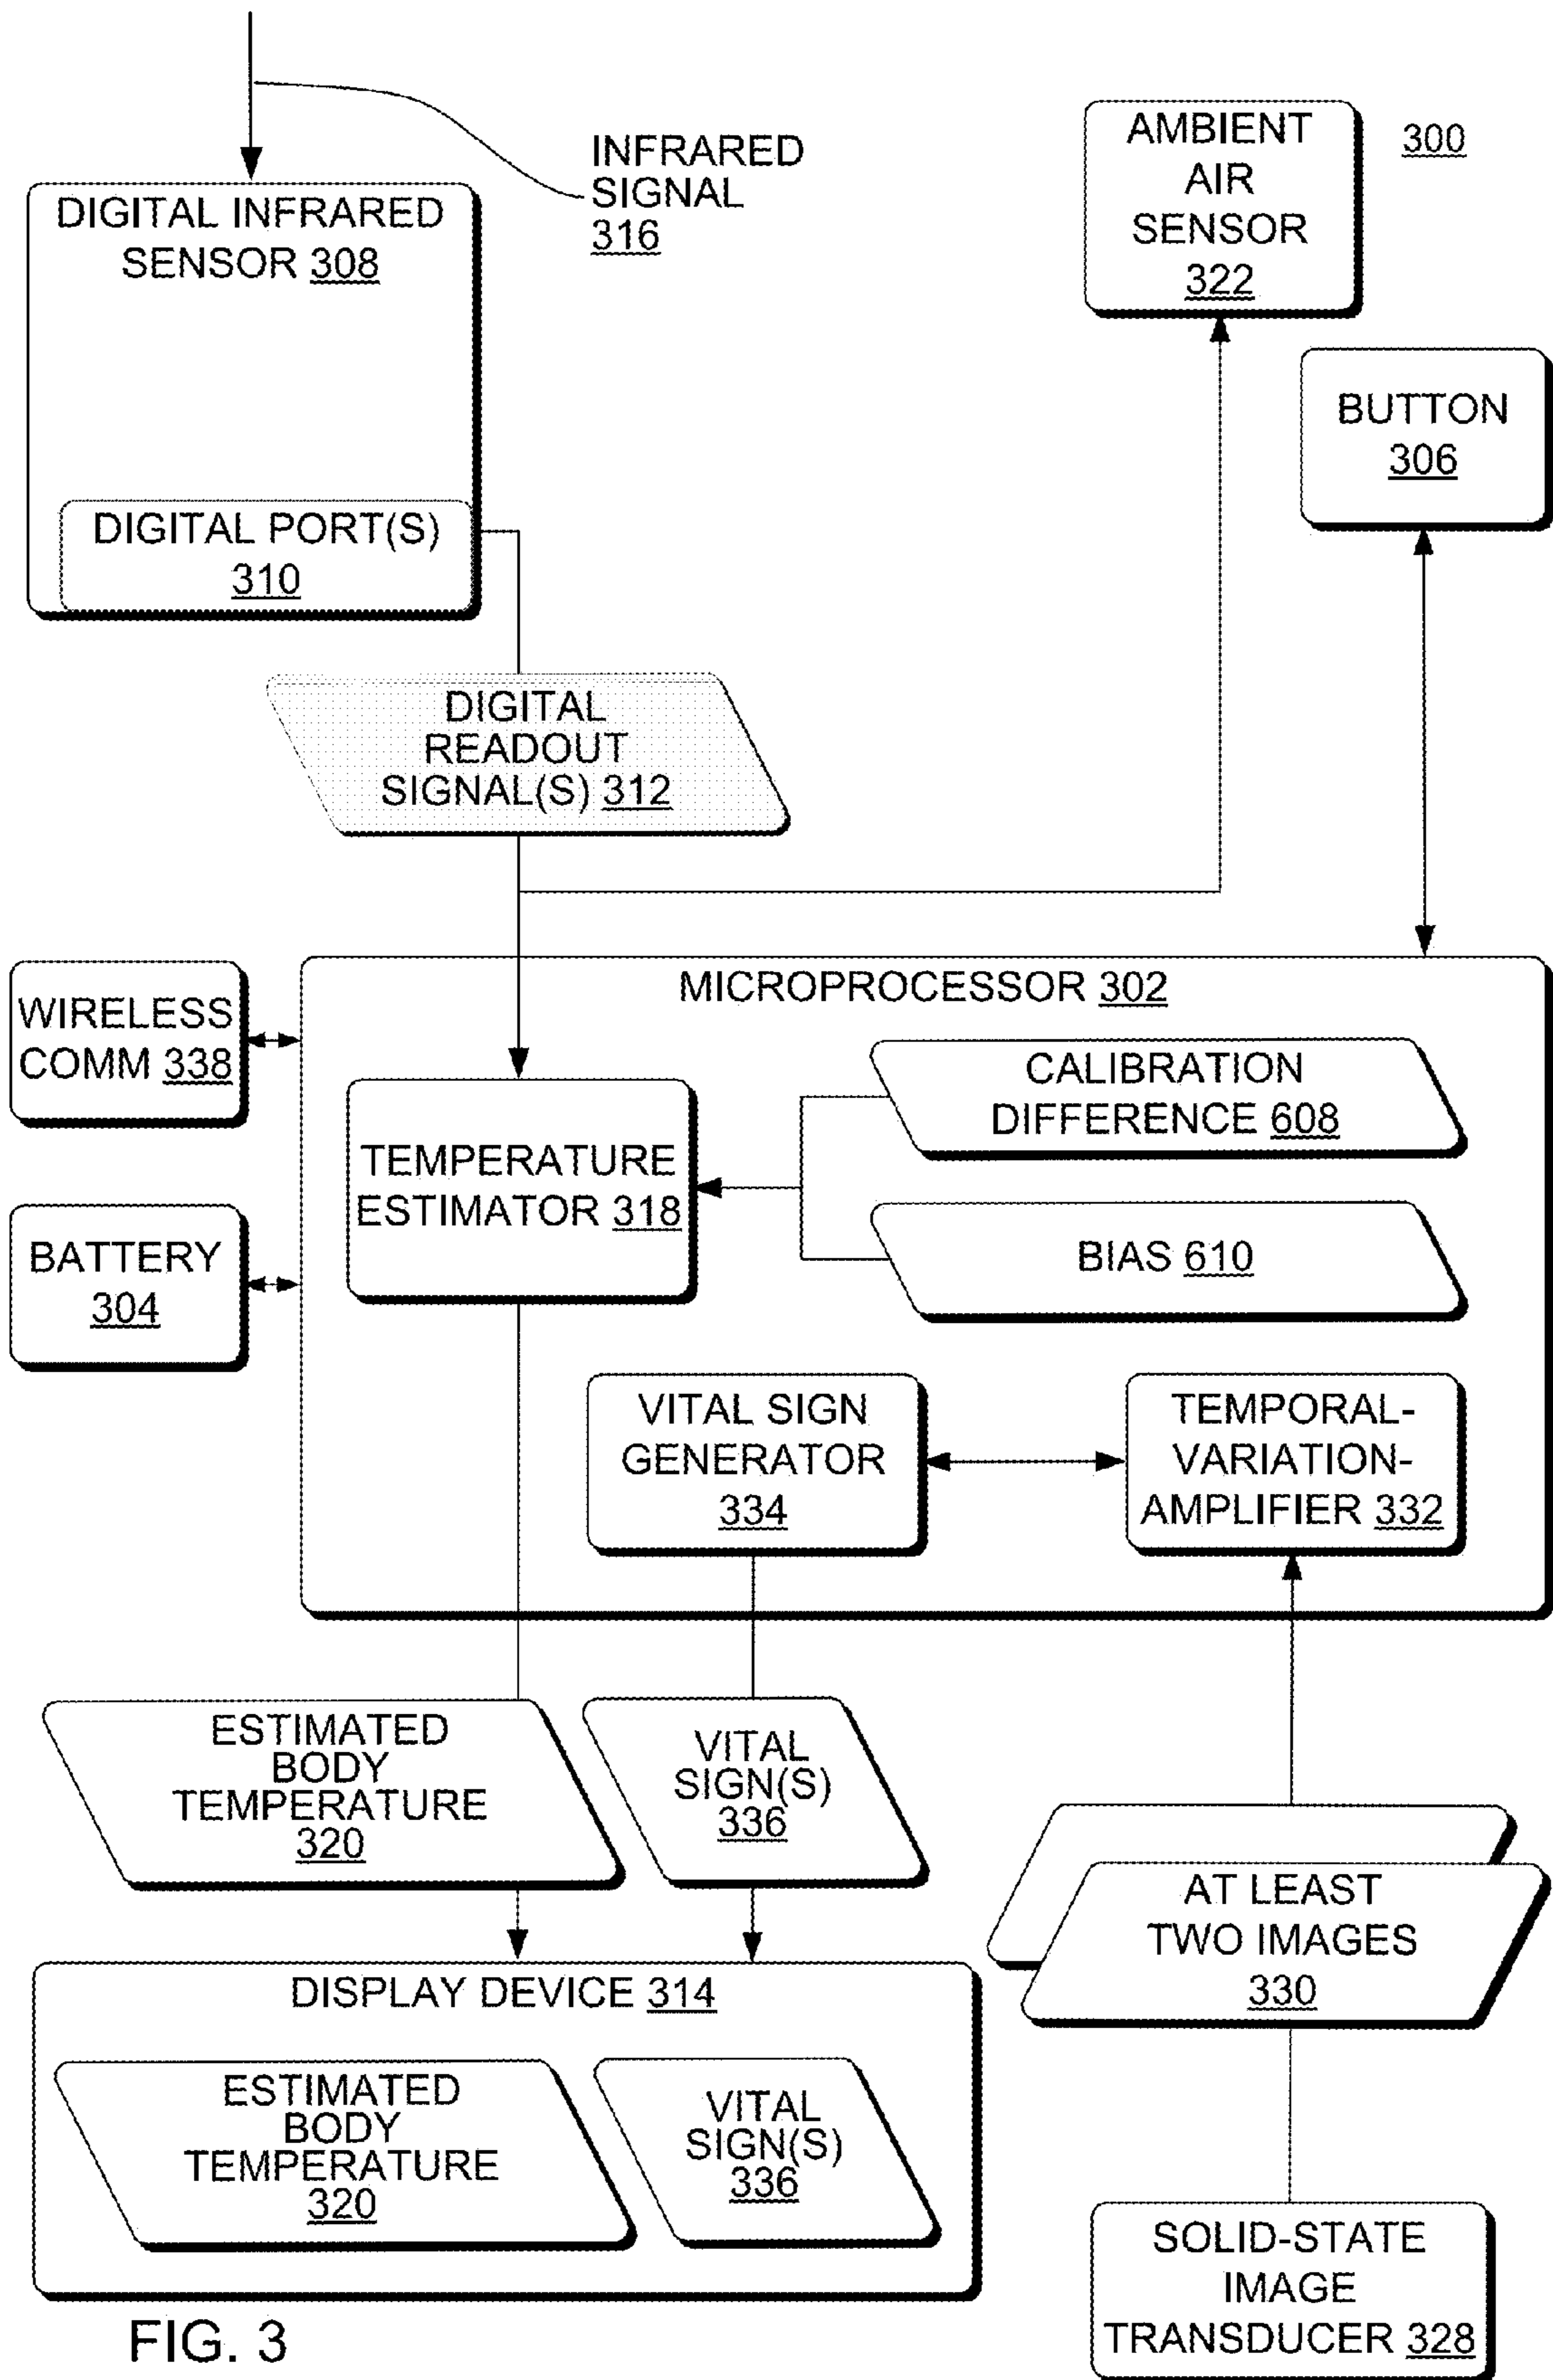 INFRARED
SIGNAL
316
DIGITAL INFRARED
SENSOR 308
DIGITAL PORT(S)
310
AMBIENT
AIR
SENSOR
322
300
BUTTON
306
DIGITAL
READOUT
SIGNAL(S) 312
WIRELESS
COMM 338
BATTERY
304
MICROPROCESSOR 302
TEMPERATURE
ESTIMATOR 318
CALIBRATION
DIFFERENCE 608
BIAS 610
VITAL SIGN
GENERATOR
334
TEMPORAL-
VARIATION-
AMPLIFIER 332
ESTIMATED
BODY
TEMPERATURE
320
VITAL
SIGN(S)
336
AT LEAST
TWO IMAGES
330
DISPLAY DEVICE 314
ESTIMATED
BODY
TEMPERATURE
320
VITAL
SIGN(S)
336
SOLID-STATE
IMAGE
TRANSDUCER 328
FIG. 3